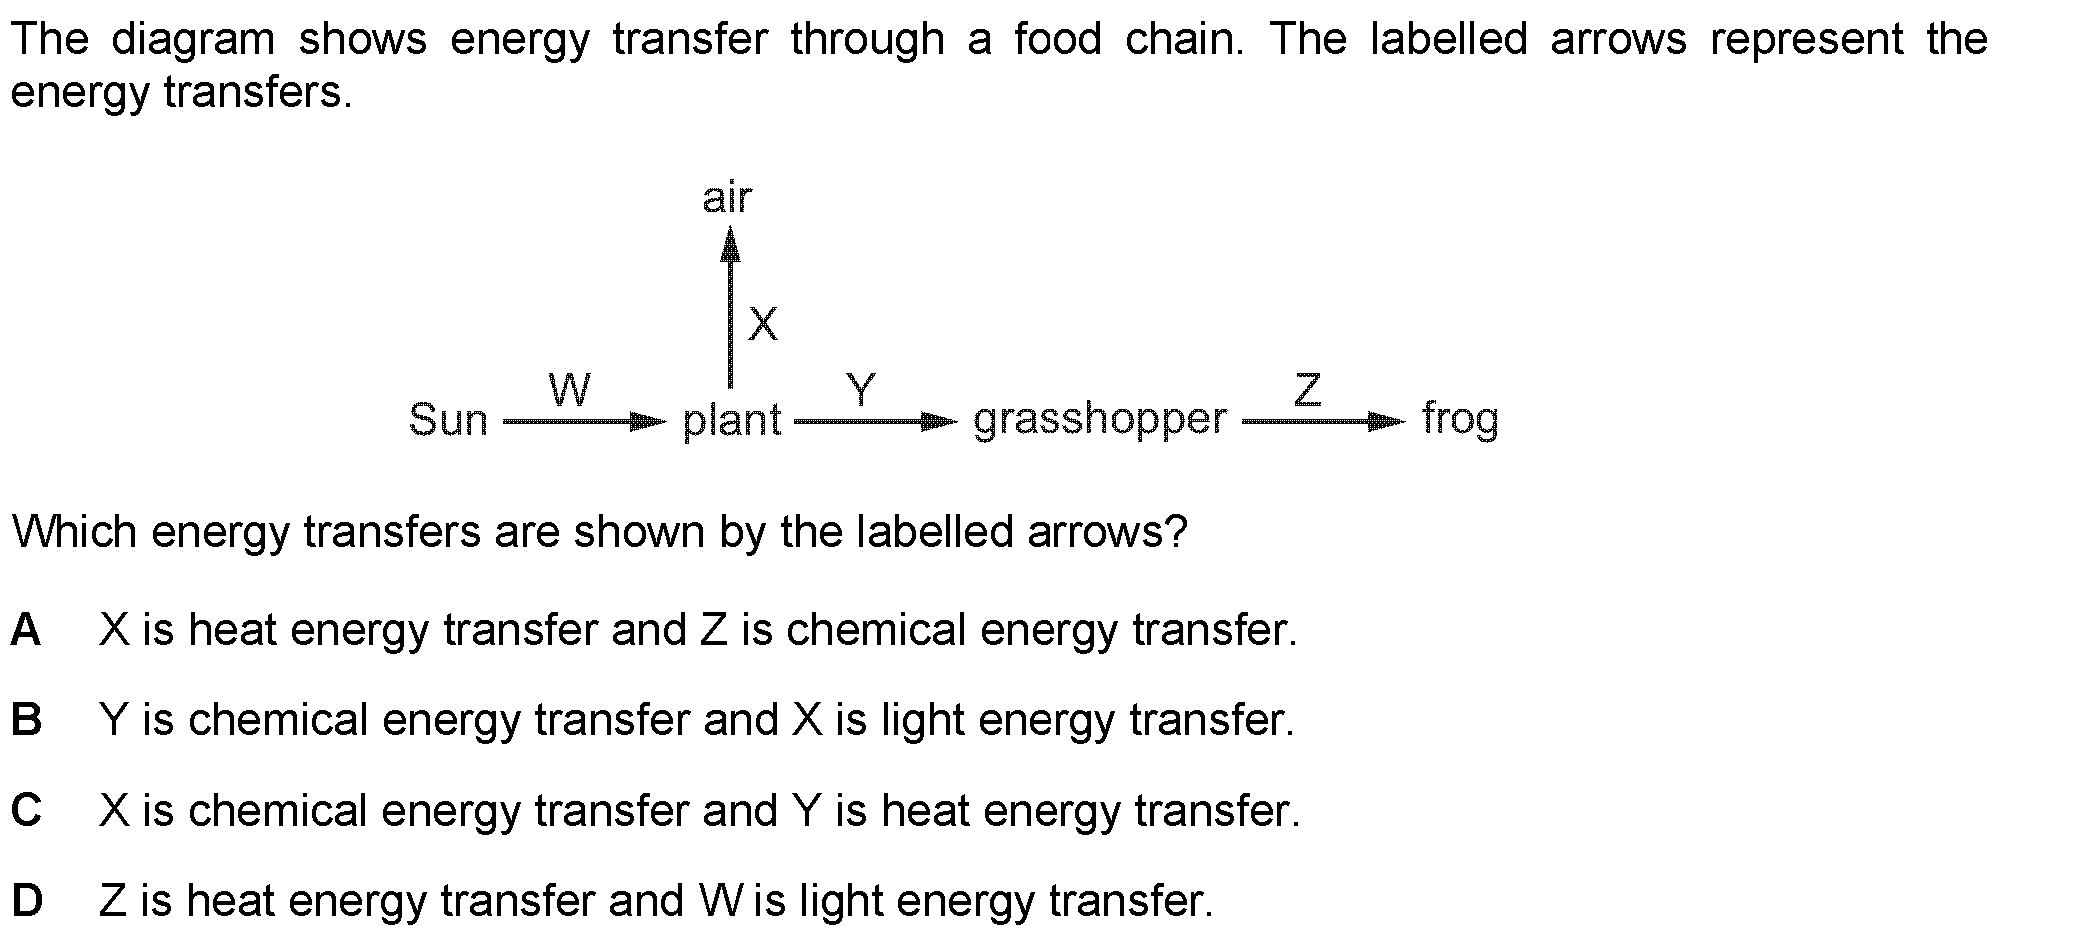 The diagram shows energy transfer through a food chain. The labelled arrows represent the
energy transfers.
air
X
W
Y
Z
Sun plant grasshopper frog
Which energy transfers are shown by the labelled arrows?
A X is heat energy transfer and Z is chemical energy transfer.
B Y is chemical energy transfer and X is light energy transfer.
C X is chemical energy transfer and Y is heat energy transfer.
D Z is heat energy transfer and W is light energy transfer.